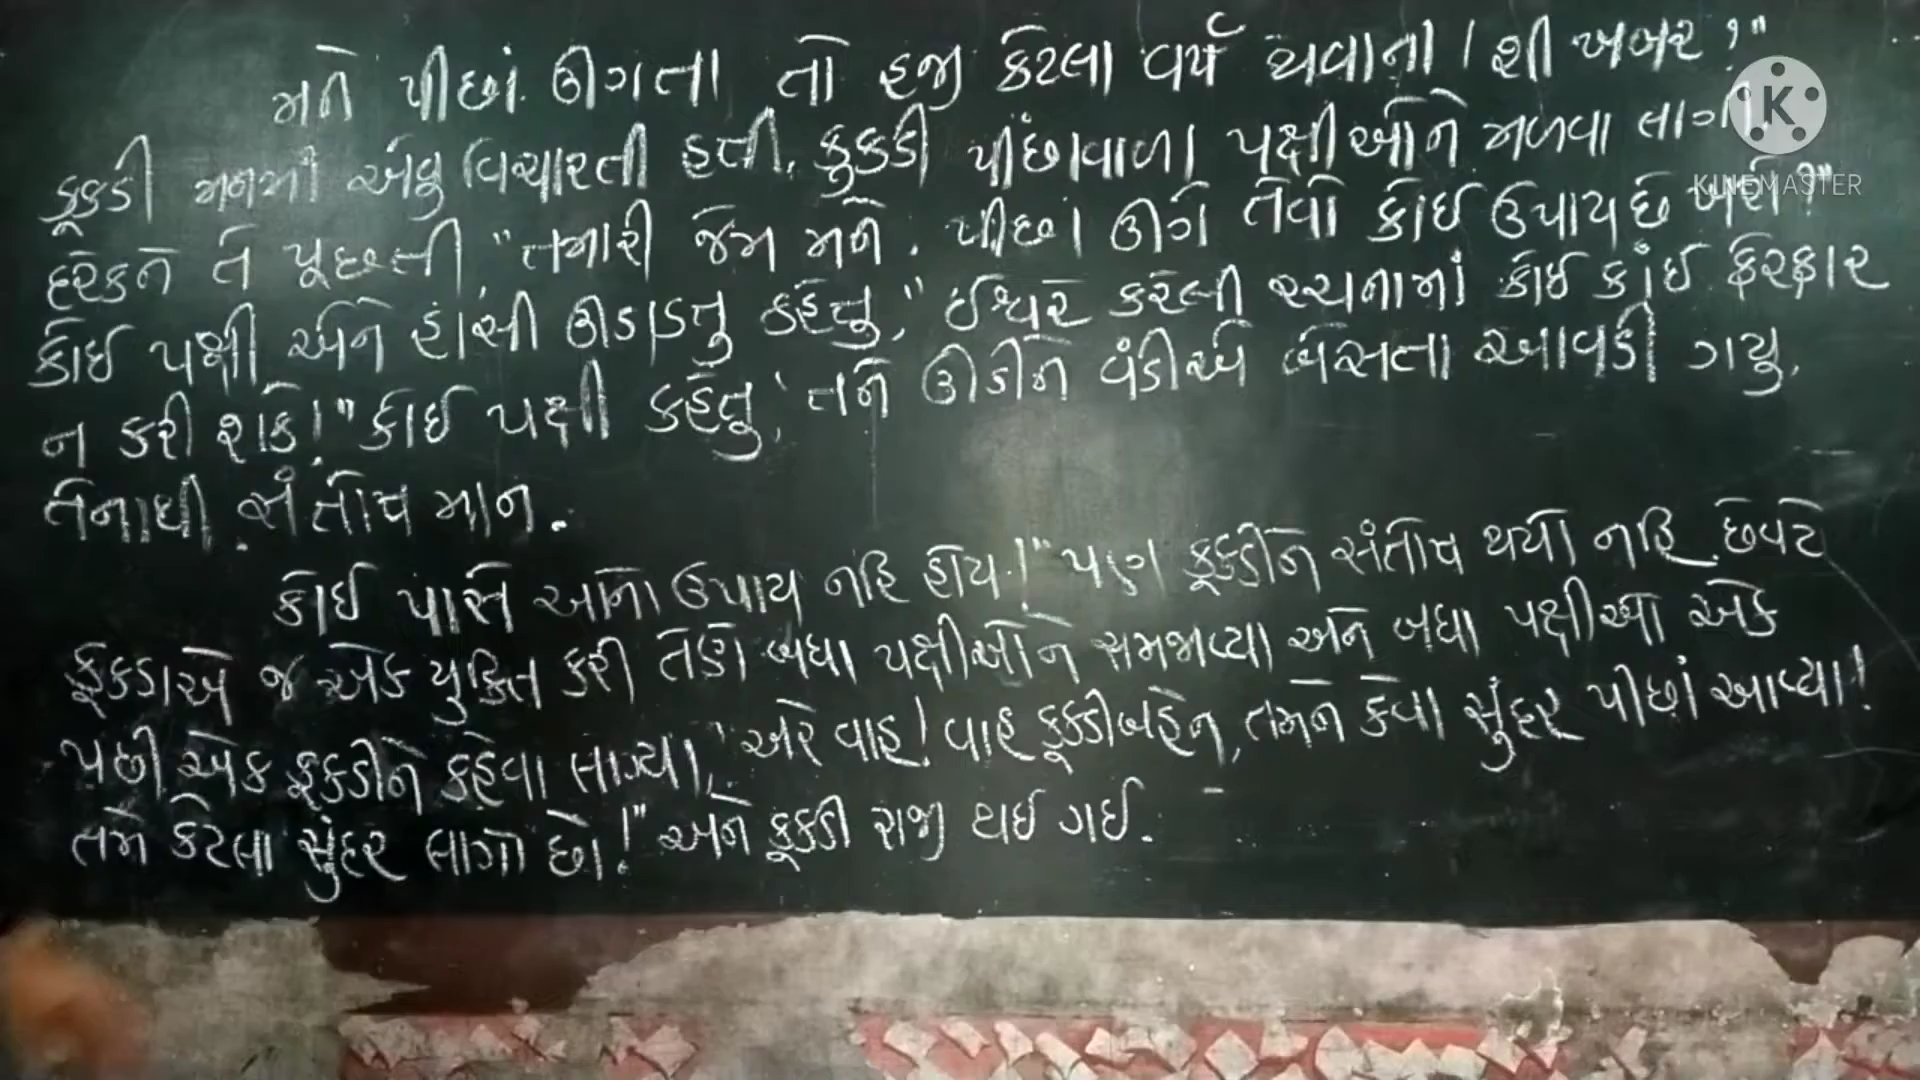 મને પીછાં ઊગતા તો હજી કેટલા વર્ષ થવાના ! શી ખબર ?"
કૂકડી મનમાં એવુ વિચારતી હતી. કુકડી પીંછાવાળા પક્ષીઓને મળવા લાગી.
દરેકને તે પૂછતી, "તમારી જેમ મને. પીછાં ઊગે તેવો કોઈ ઉપાય છે ખરો ?"
કોઈ પક્ષી એને હાંસી ઊડાડતુ કહેતુ, "ઈશ્વરે કરેલી રચનામાં કોઈ કાંઈ ફેરફાર
ન કરી શકે!" કોઈ પક્ષી કહેતુ, 'તને ઊડીને વંડીએ બેસતા આવડી ગયુ,
તેનાથી સંતોષ માન.
કોઈ પાસે આનો ઉપાય નહિ હોય !" પણ કૂકડીને સંતોષ થયો નહિ. છેવટે
કૂકડાએ જ એક યુક્તિ કરી તેણે બધા પક્ષીઓને સમજાવ્યા અને બધા પક્ષીઓ એક
પછી એક કૂકડીને કહેવા લાગ્યા, 'અરે વાહ! વાહ કૂકડીબહેન, તમને કેવા સુંદર પીછાં આવ્યા!
તમે કેટલા સુંદર લાગો છો!" અને કૂકડી રાજી થઈ ગઈ.
K
KINEMASTER